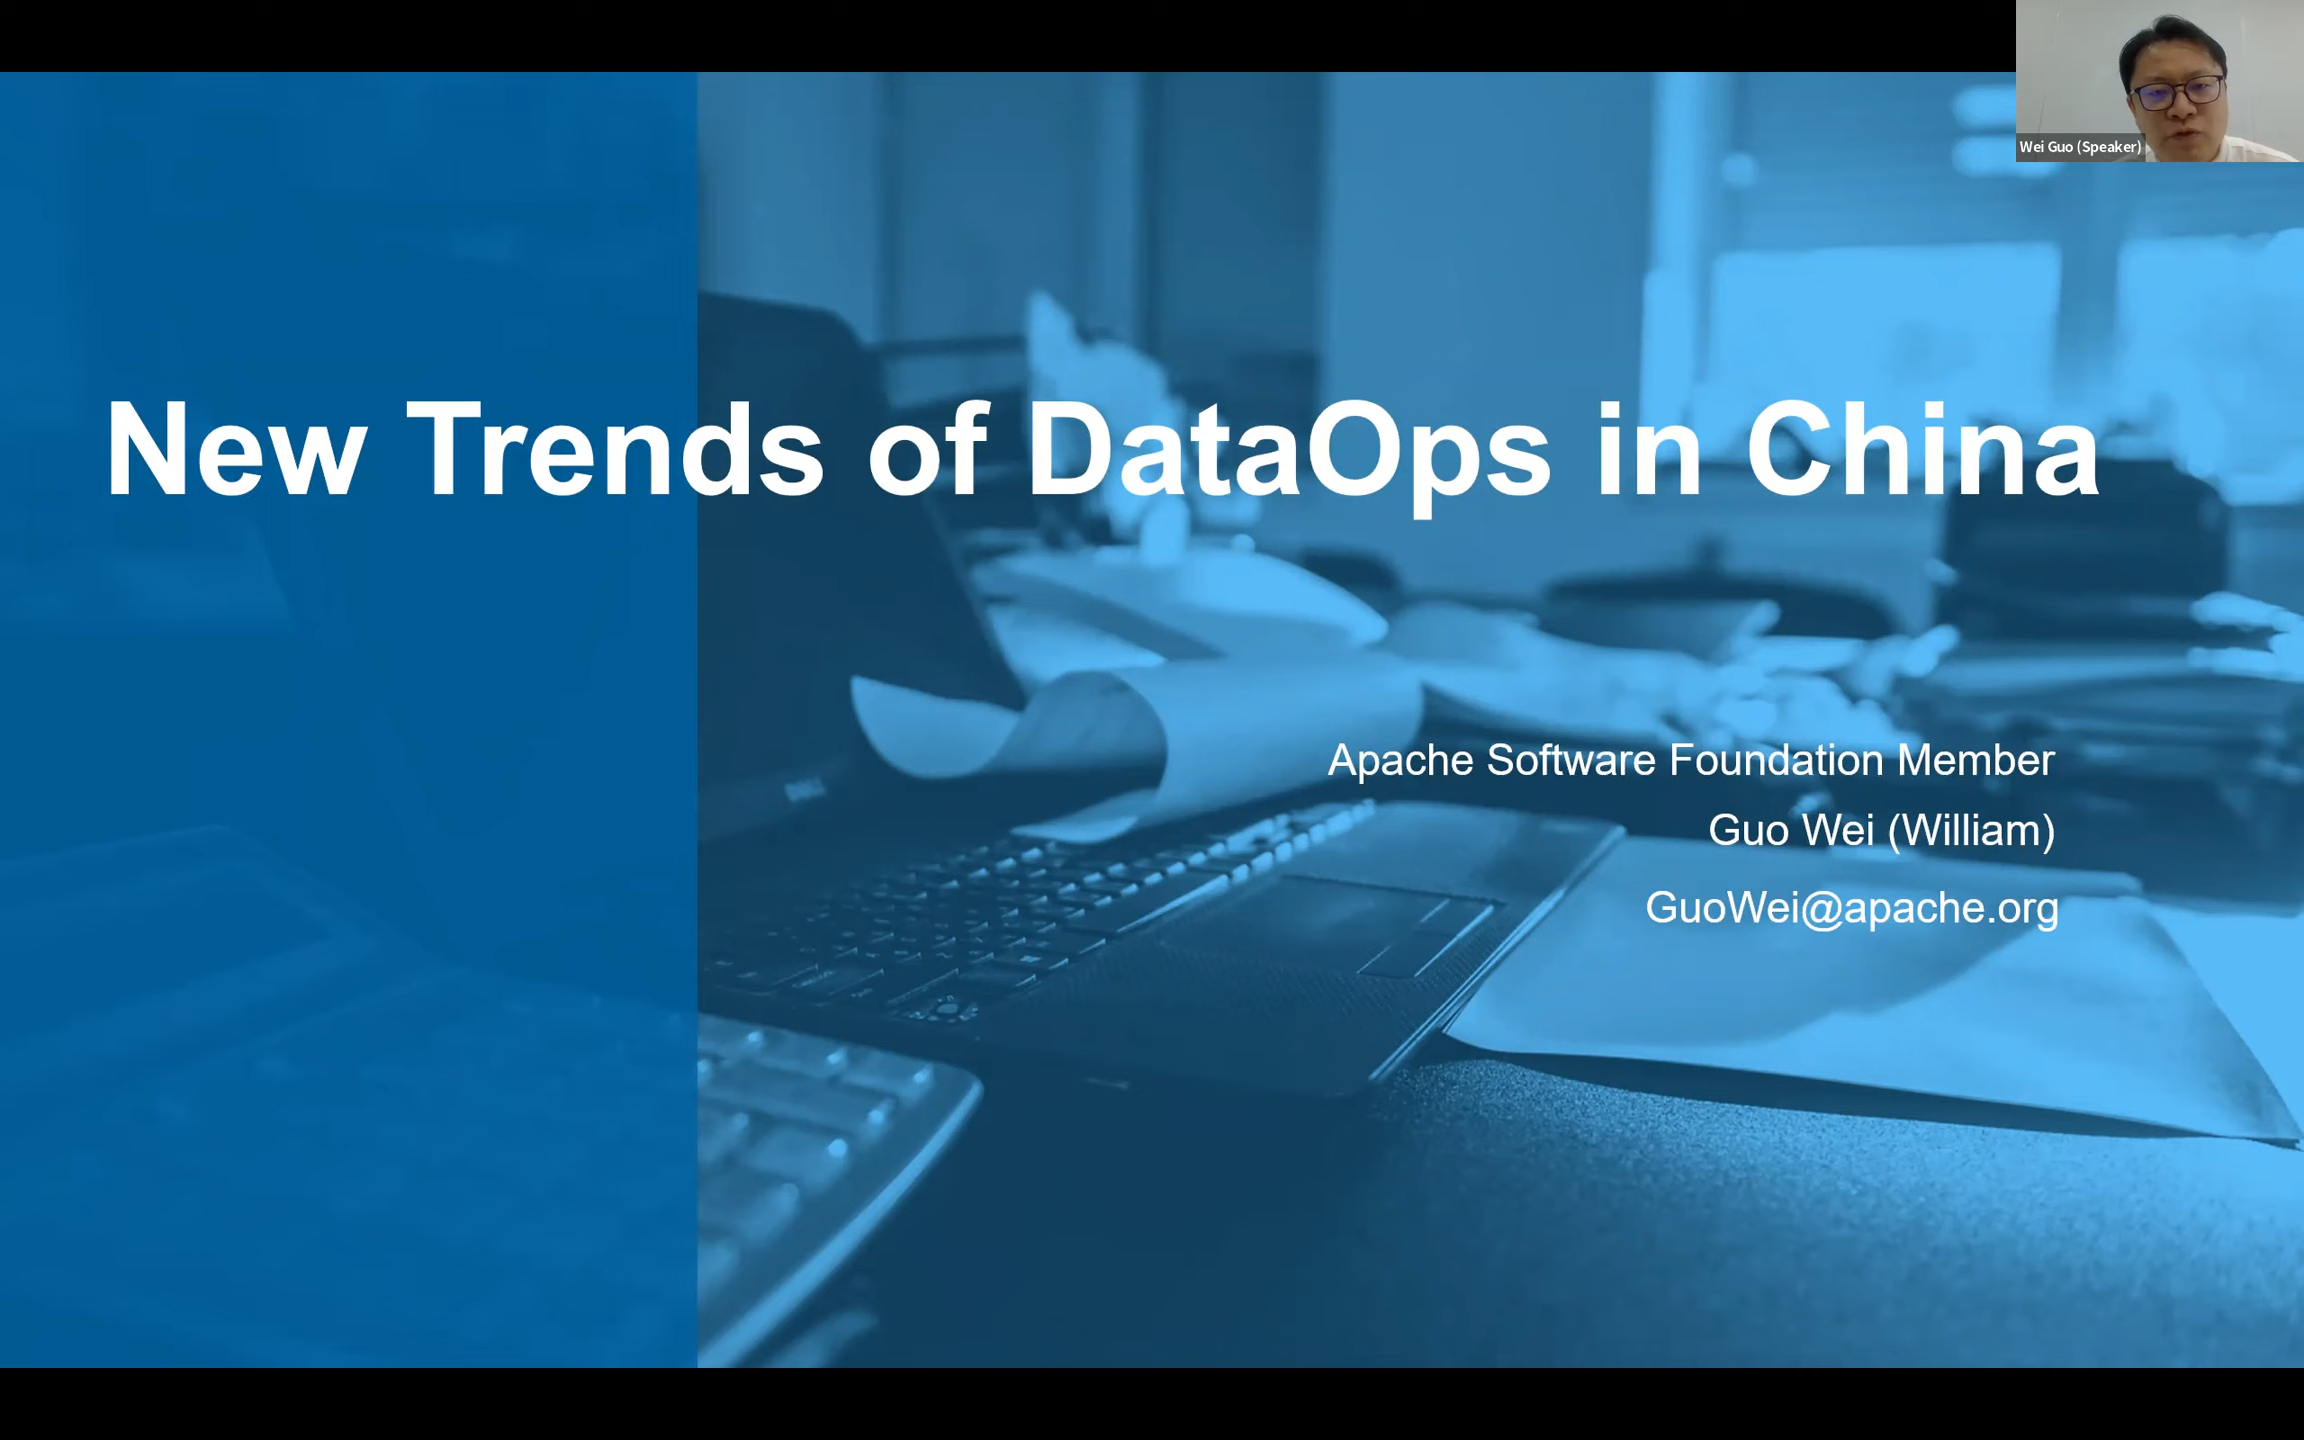 Wei Guo (Speaker)
New Trends of DataOps in China
Apache Software Foundation Member
Guo Wei (William)
GuoWei@apache.org